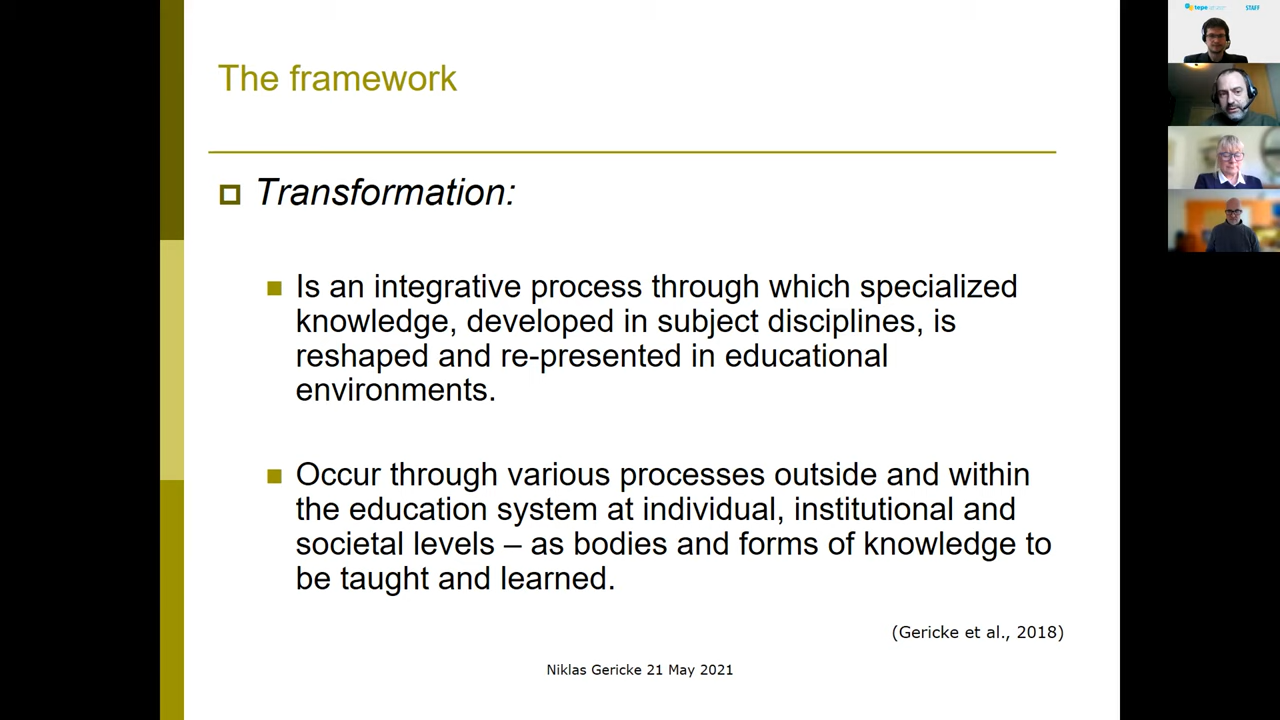 The framework
Transformation:
Is an integrative process through which specialized
knowledge, developed in subject disciplines, is
reshaped and re-presented in educational
environments.
Occur through various processes outside and within
the education system at individual, institutional and
societal levels – as bodies and forms of knowledge to
be taught and learned.
(Gericke et al., 2018)
Niklas Gericke 21 May 2021
tepe
STAFF